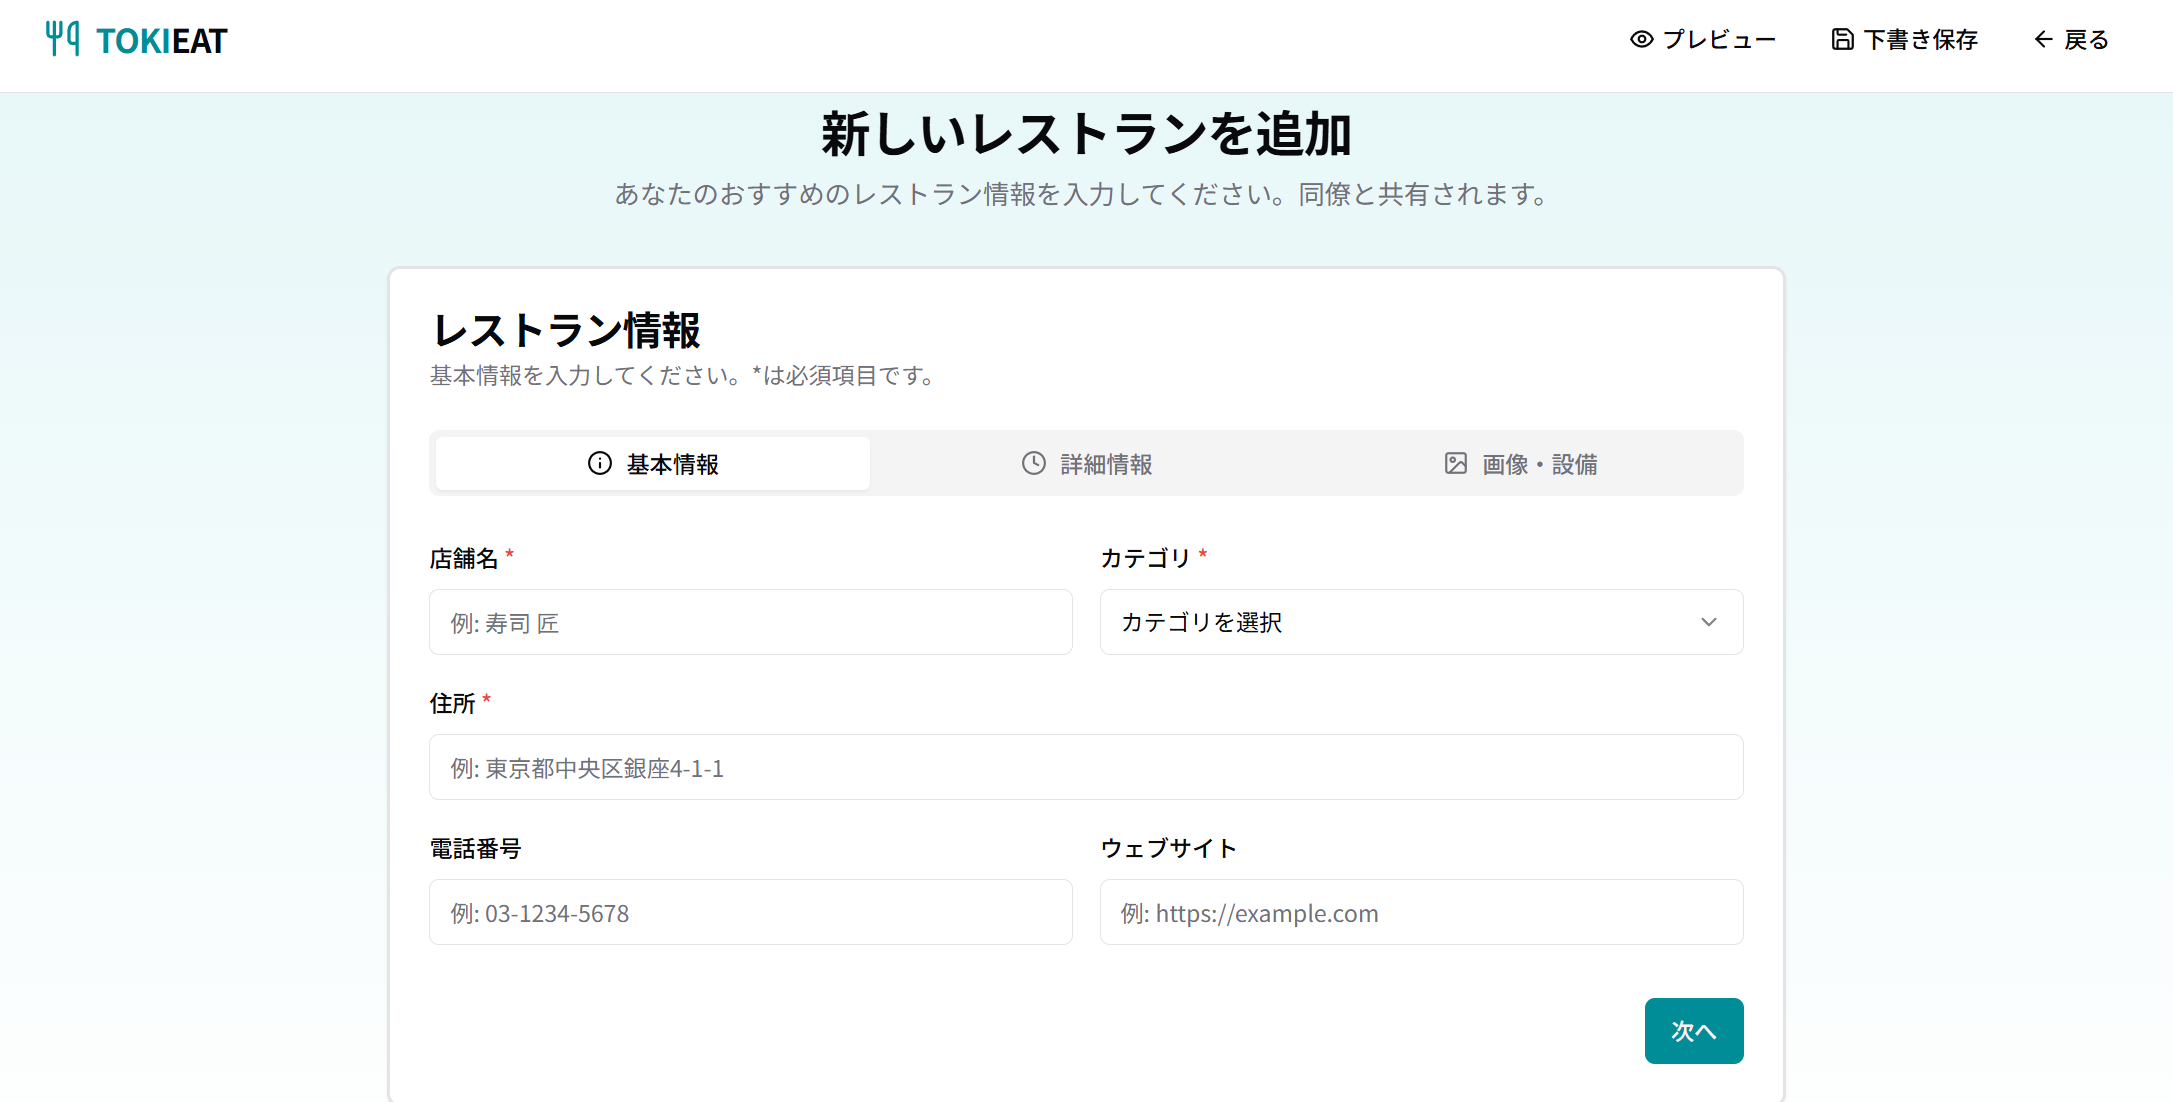 TOKIEAT
プレビュー
下書き保存
戻る
新しいレストランを追加
あなたのおすすめのレストラン情報を入力してください。同僚と共有されます。
レストラン情報
基本情報を入力してください。*は必須項目です。
基本情報
詳細情報
画像・設備
店舗名 *
カテゴリ *
例: 寿司 匠
カテゴリを選択
住所 *
例: 東京都中央区銀座4-1-1
電話番号
ウェブサイト
例: 03-1234-5678
例: https://example.com
次へ